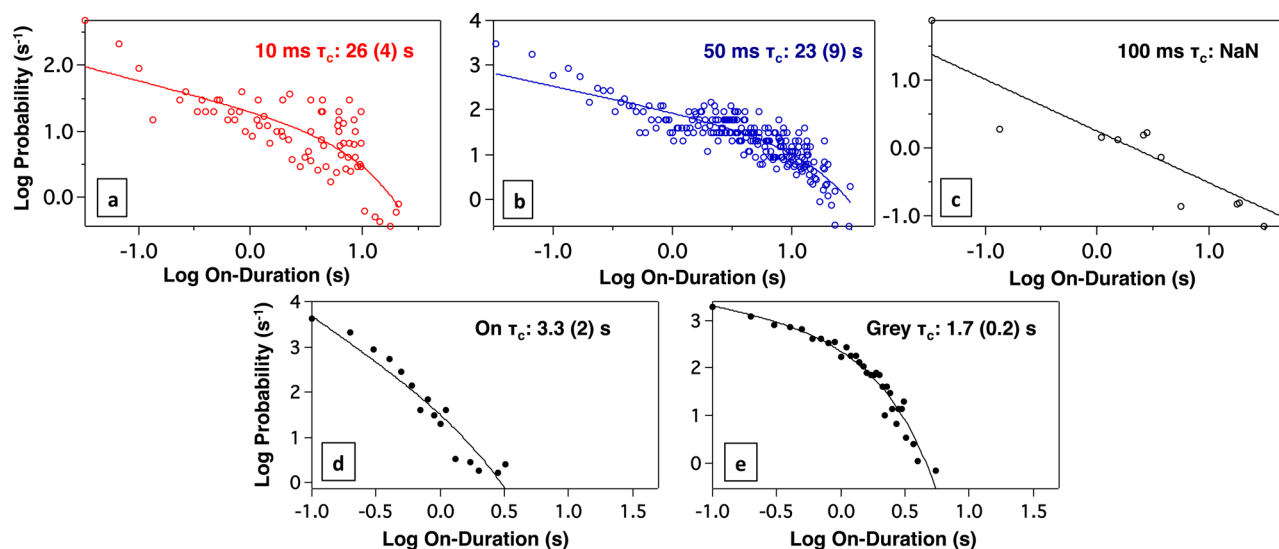 10 ms τc: 26 (4) s
2.0
1.0
0.0
Log Probability (s⁻¹)
a
-1.0
0.0
1.0
Log On-Duration (s)
50 ms τc: 23 (9) s
4
3
2
1
0
b
-1.0
0.0
1.0
Log On-Duration (s)
100 ms τc: NaN
1.0
0.0
-1.0
c
-1.0
0.0
1.0
Log On-Duration (s)
On τc: 3.3 (2) s
4
3
2
1
0
Log Probability (s⁻¹)
d
-1.0
-0.5
0.0
0.5
1.0
1.5
Log On-Duration (s)
Grey τc: 1.7 (0.2) s
3
2
1
0
e
-1.0
-0.5
0.0
0.5
1.0
1.5
Log On-Duration (s)